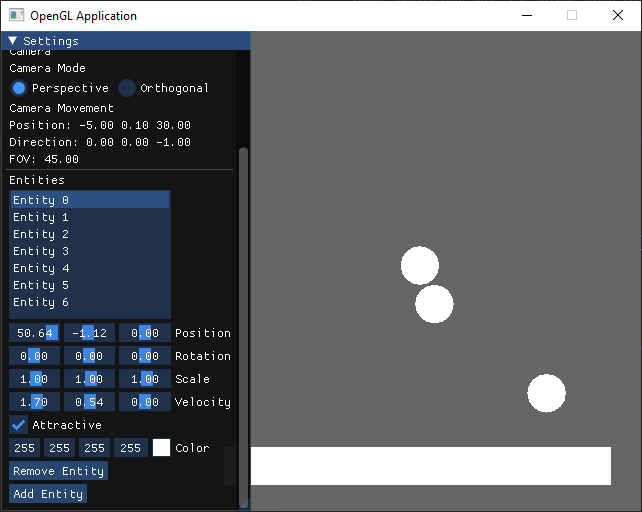 OpenGL Application
Settings
Camera
Camera Mode
Perspective Orthogonal
Camera Movement
Position: -5.00 0.10 30.00
Direction: 0.00 0.00 -1.00
FOV: 45.00
Entities
Entity 0
Entity 1
Entity 2
Entity 3
Entity 4
Entity 5
Entity 6
50.64 -1.12 0.00 Position
0.00 0.00 0.00 Rotation
1.00 1.00 1.00 Scale
1.70 0.54 0.00 Velocity
Attractive
255 255 255 255 Color
Remove Entity
Add Entity